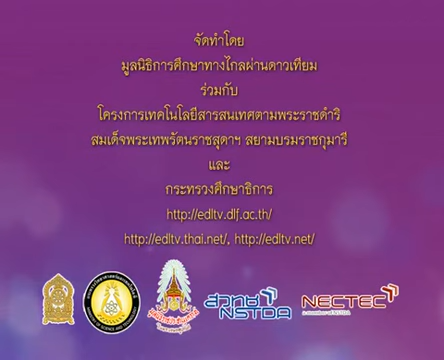 จัดทำโดย
มูลนิธิการศึกษาทางไกลผ่านดาวเทียม
ร่วมกับ
โครงการเทคโนโลยีสารสนเทศตามพระราชดำริ
สมเด็จพระเทพรัตนราชสุดาฯ สยามบรมราชกุมารี
และ
กระทรวงศึกษาธิการ
http://edltv.dlf.ac.th/
http://edltv.thai.net/, http://edltv.net/
สวทช
NSTDA
NECTEC